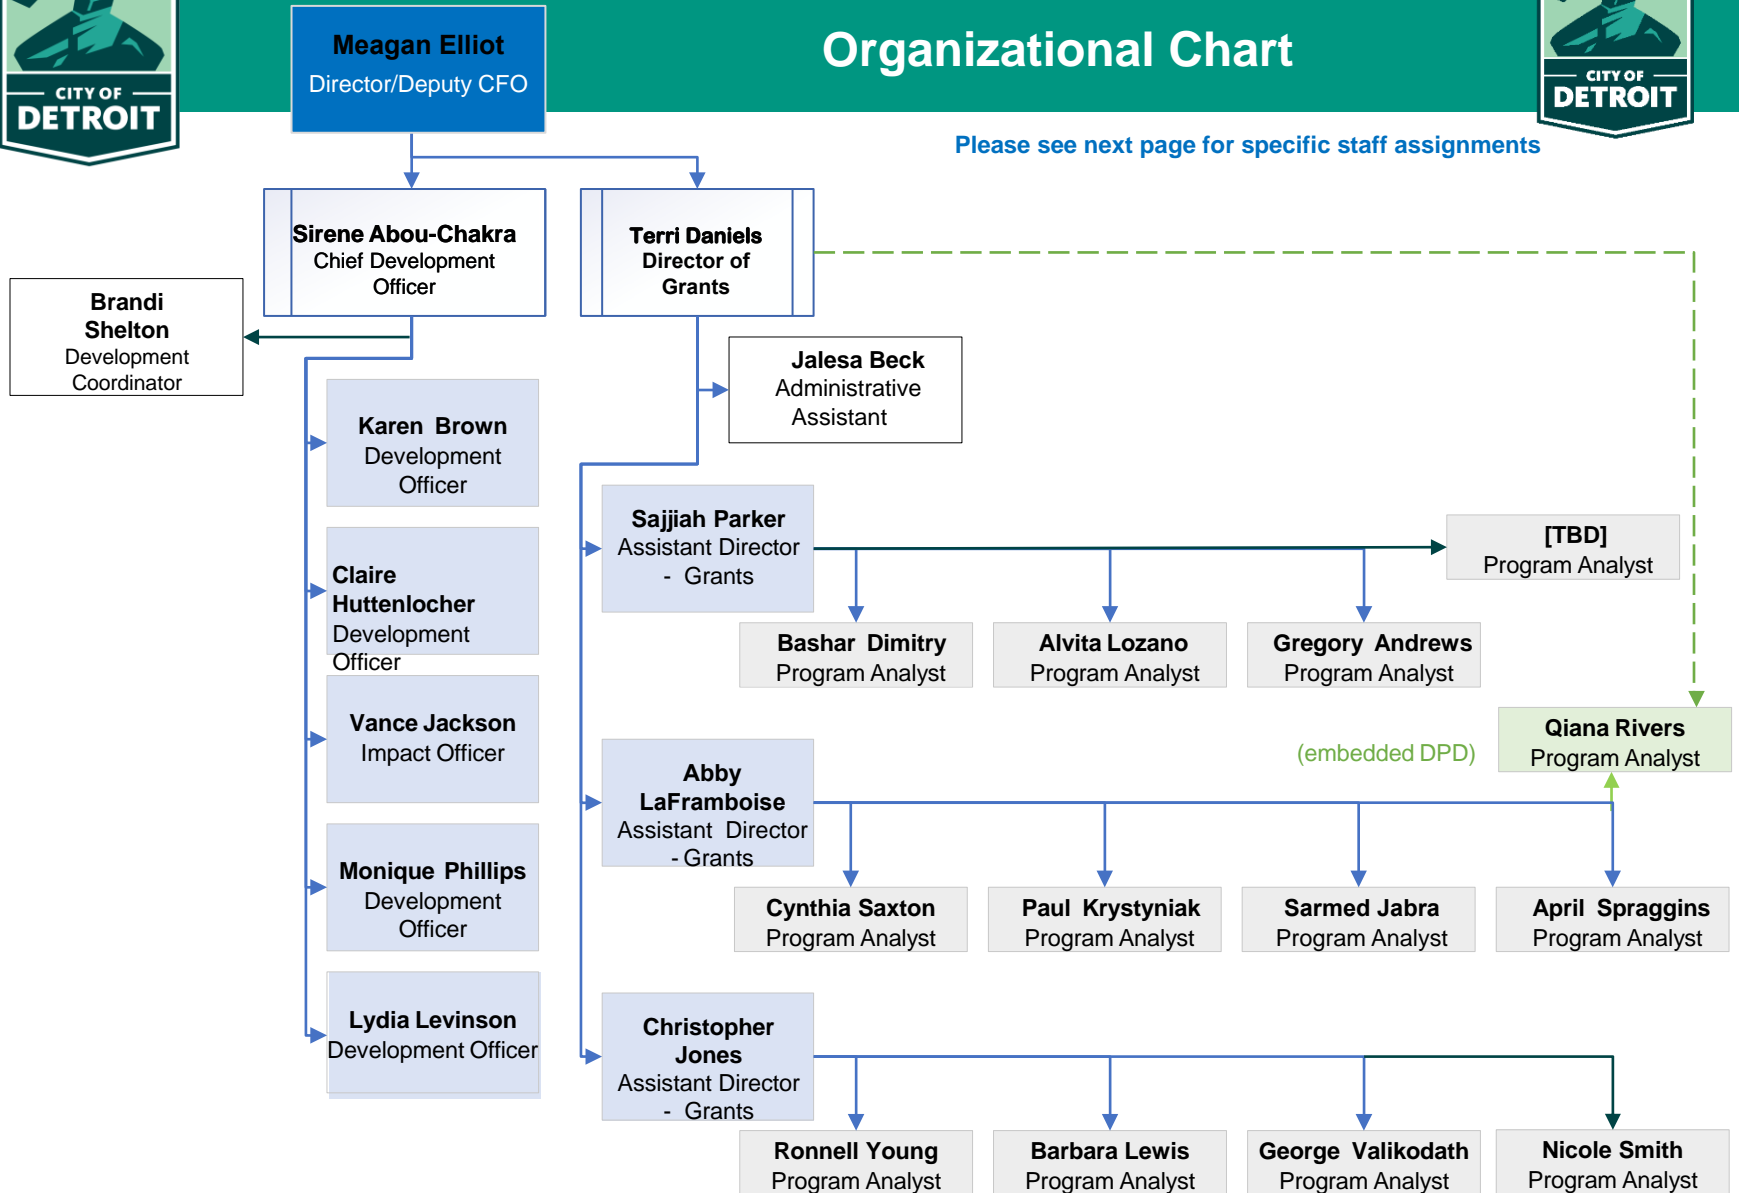 Organizational Chart
CITY OF
DETROIT
CITY OF
DETROIT
Meagan Elliot
Director/Deputy CFO
Please see next page for specific staff assignments
Sirene Abou-Chakra
Chief Development
Officer
Terri Daniels
Director of
Grants
Brandi
Shelton
Development
Coordinator
Jalesa Beck
Administrative
Assistant
Karen Brown
Development
Officer
Claire
Huttenlocher
Development
Officer
Vance Jackson
Impact Officer
Monique Phillips
Development
Officer
Lydia Levinson
Development Officer
Sajjiah Parker
Assistant Director
- Grants
[TBD]
Program Analyst
Bashar Dimitry
Program Analyst
Alvita Lozano
Program Analyst
Gregory Andrews
Program Analyst
(embedded DPD)
Qiana Rivers
Program Analyst
Abby
LaFramboise
Assistant Director
- Grants
Cynthia Saxton
Program Analyst
Paul Krystyniak
Program Analyst
Sarmed Jabra
Program Analyst
April Spraggins
Program Analyst
Christopher
Jones
Assistant Director
- Grants
Ronnell Young
Program Analyst
Barbara Lewis
Program Analyst
George Valikodath
Program Analyst
Nicole Smith
Program Analyst